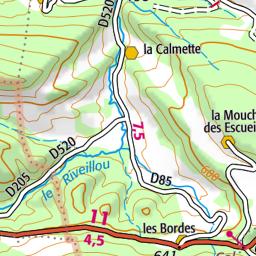 D520
la Calmette
7,5
la Mouch
des Escuei
D520
D205
le Riveillou
D85
688
11
4,5
les Bordes
641